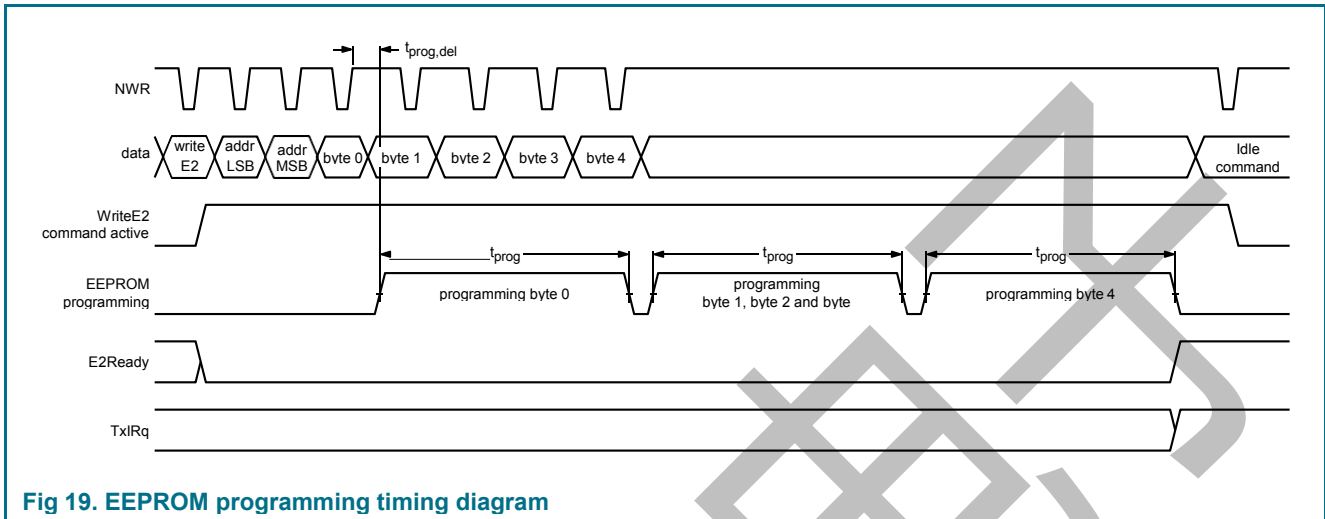 tprog,del
NWR
data
write E2
addr LSB
addr MSB
byte 0
byte 1
byte 2
byte 3
byte 4
Idle command
WriteE2 command active
tprog
tprog
tprog
EEPROM programming
programming byte 0
programming byte 1, byte 2 and byte
programming byte 4
E2Ready
TxIRq
Fig 19. EEPROM programming timing diagram